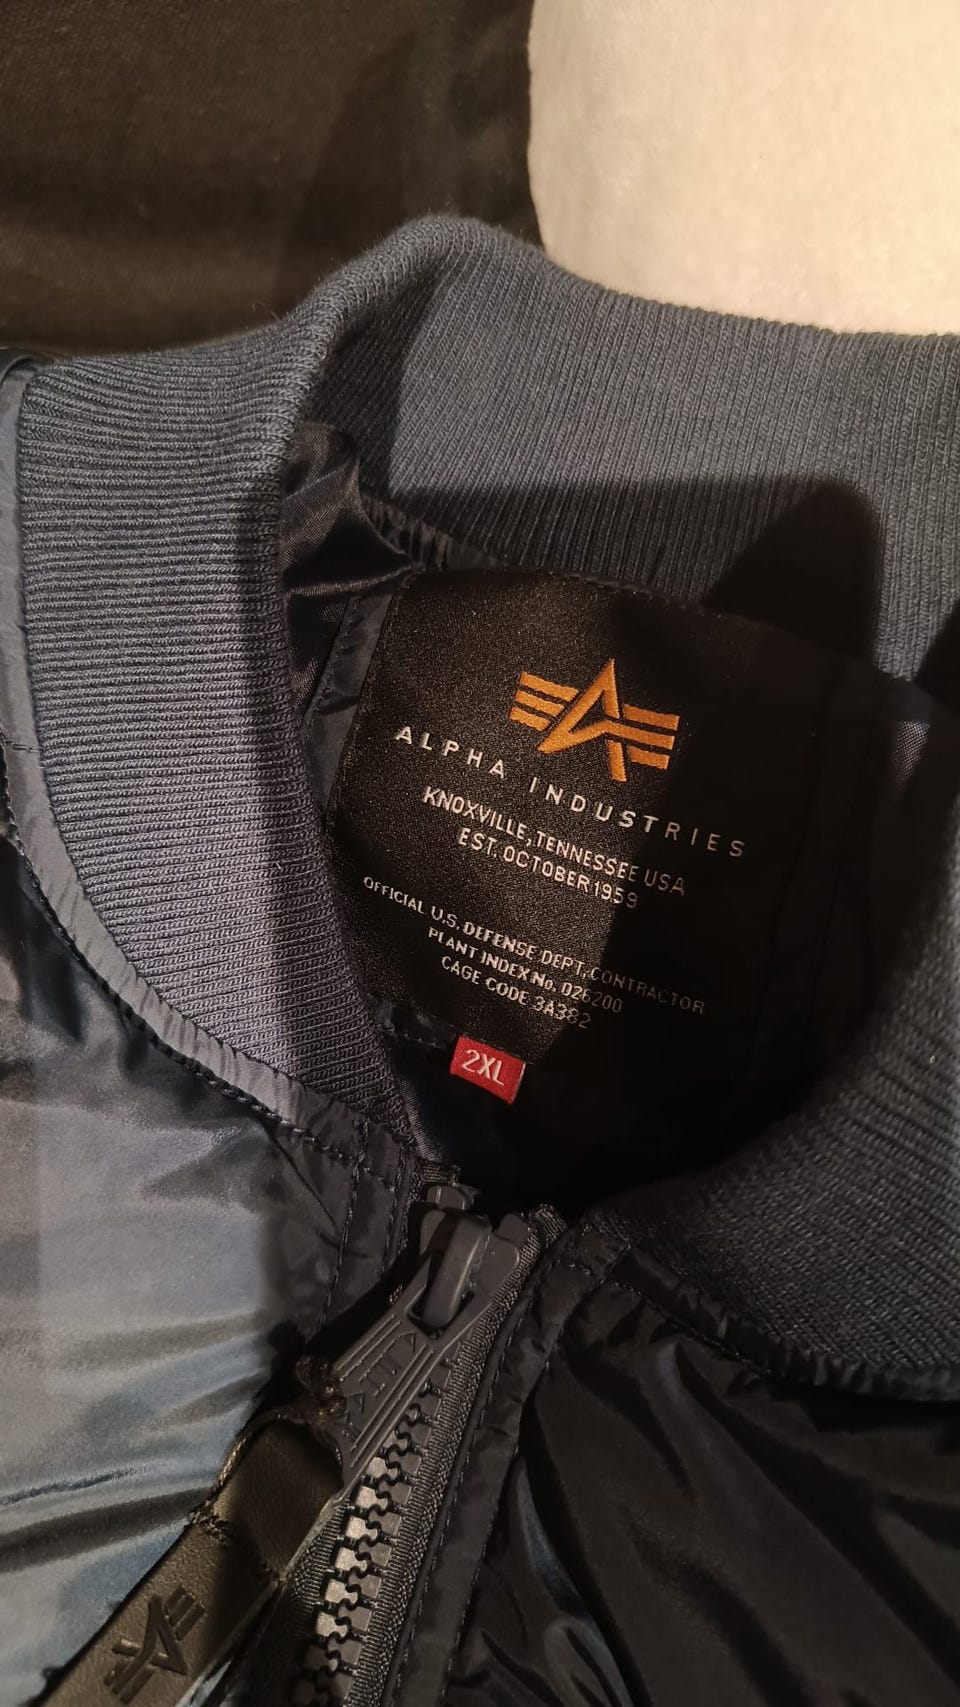 ALPHA INDUSTRIES
KNOXVILLE, TENNESSEE USA
EST. OCTOBER 1959
OFFICIAL U.S. DEFENSE DEPT. CONTRACTOR
PLANT INDEX No. 026200
CAGE CODE 3A382
2XL
ALPHA